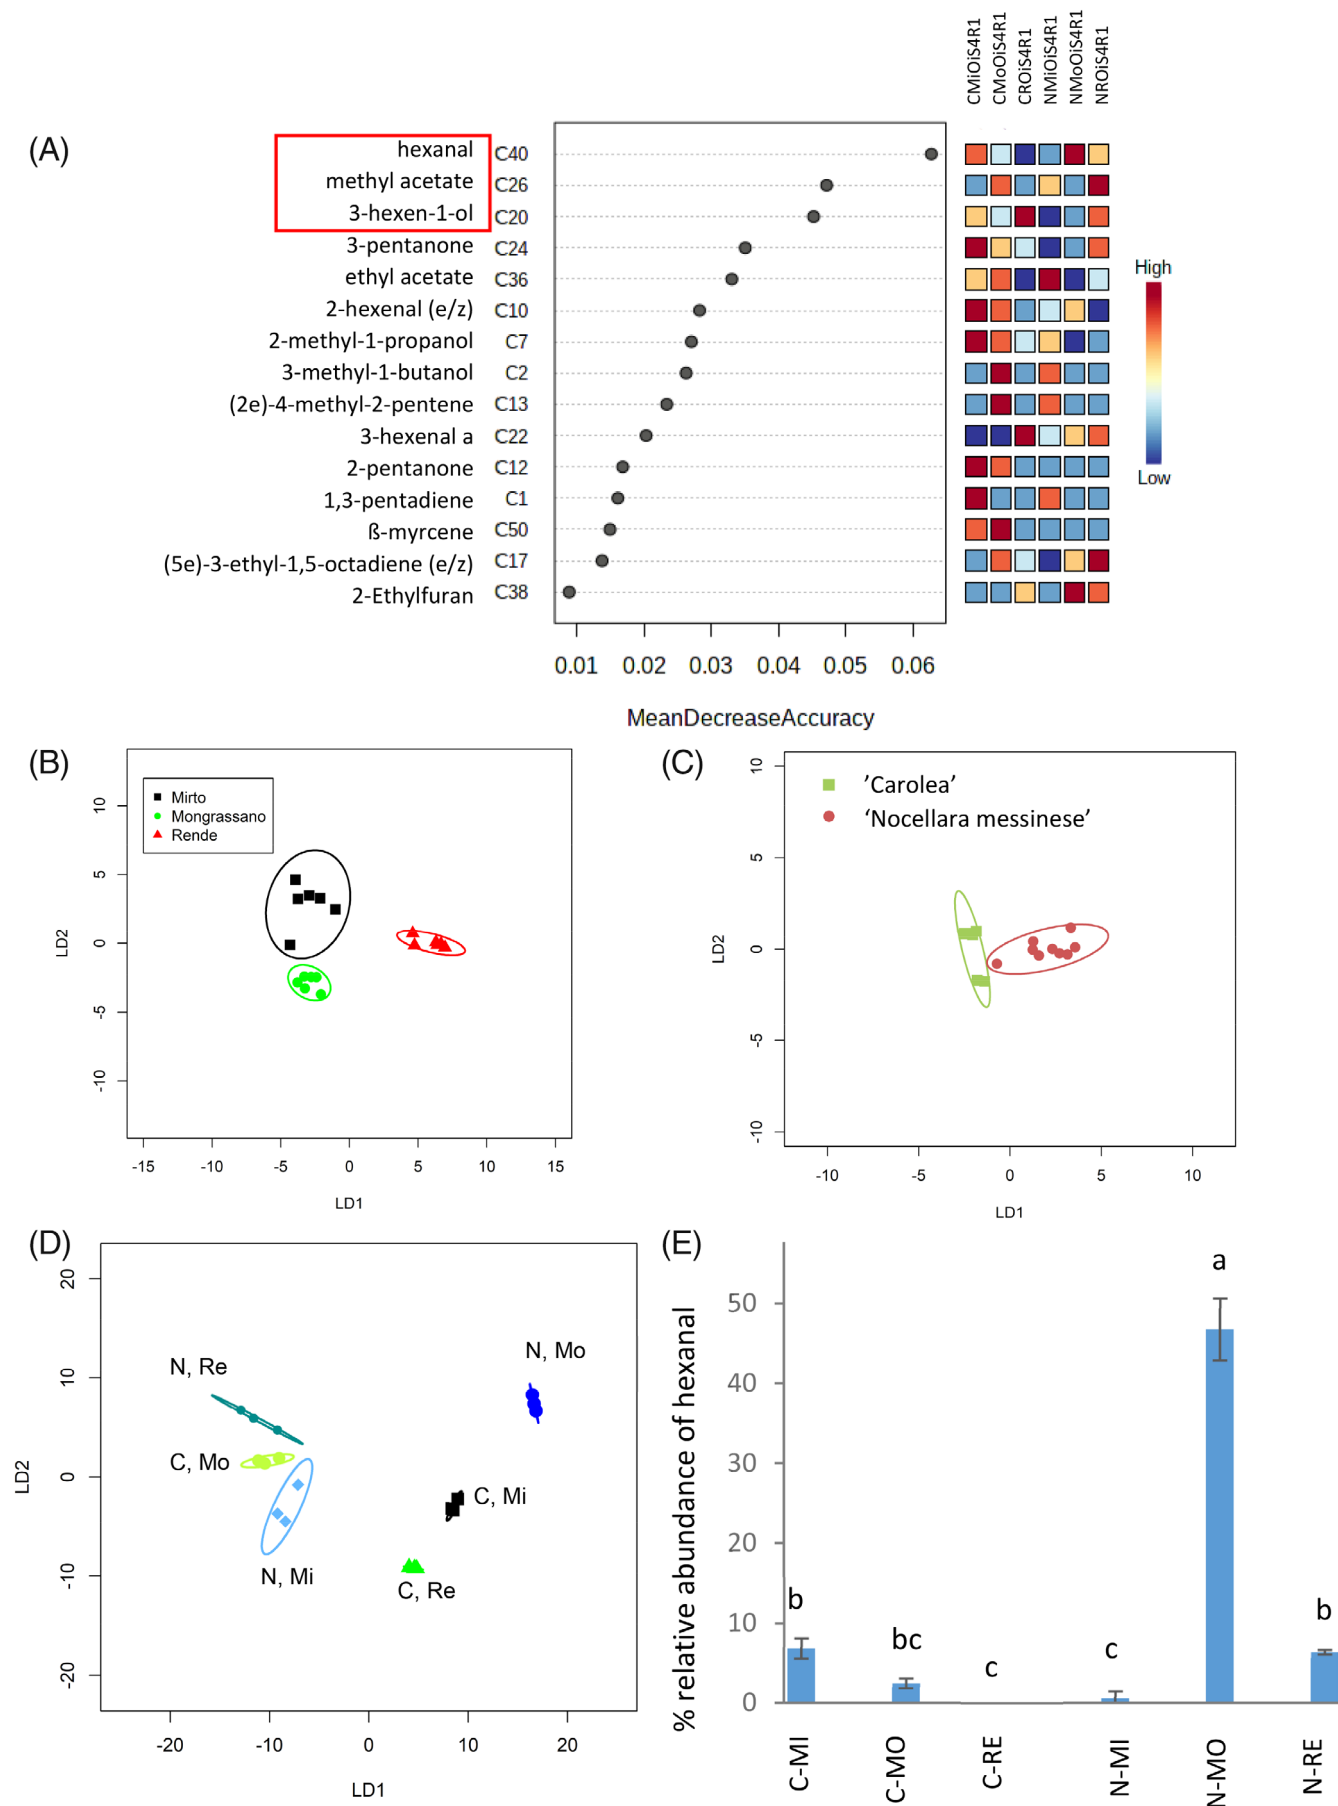 CMiOiS4R1
CMoOiS4R1
CROiS4R1
NMiOiS4R1
NMoOiS4R1
NROiS4R1
(A)
hexanal C40
methyl acetate C26
3-hexen-1-ol C20
3-pentanone C24
ethyl acetate C36
2-hexenal (e/z) C10
2-methyl-1-propanol C7
3-methyl-1-butanol C2
(2e)-4-methyl-2-pentene C13
3-hexenal a C22
2-pentanone C12
1,3-pentadiene C1
ß-myrcene C50
(5e)-3-ethyl-1,5-octadiene (e/z) C17
2-Ethylfuran C38
High
Low
0.01 0.02 0.03 0.04 0.05 0.06
MeanDecreaseAccuracy
(B)
Mirto
Mongrassano
Rende
LD2
10
5
0
-5
-10
-15 -10 -5 0 5 10 15
LD1
(C)
’Carolea’
‘Nocellara messinese’
LD2
10
5
0
-5
-10
-10 -5 0 5 10
LD1
(D)
N, Mo
N, Re
C, Mo
C, Mi
N, Mi
C, Re
LD2
20
10
0
-10
-20
-20 -10 0 10 20
LD1
(E)
% relative abundance of hexanal
50
40
30
20
10
0
b
bc
c
c
a
b
C-MI
C-MO
C-RE
N-MI
N-MO
N-RE